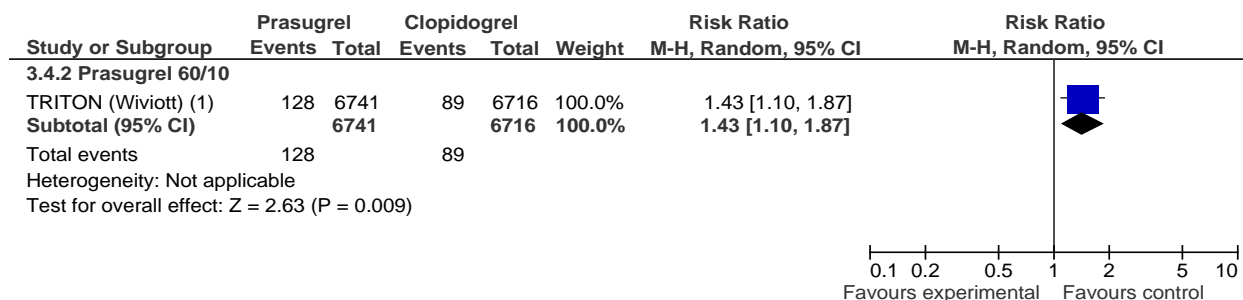 Prasugrel Clopidogrel Risk Ratio Risk Ratio
Study or Subgroup Events Total Events Total Weight M-H, Random, 95% CI M-H, Random, 95% CI
3.4.2 Prasugrel 60/10
TRITON (Wiviott) (1) 128 6741 89 6716 100.0% 1.43 [1.10, 1.87]
Subtotal (95% CI) 6741 6716 100.0% 1.43 [1.10, 1.87]
Total events 128 89
Heterogeneity: Not applicable
Test for overall effect: Z = 2.63 (P = 0.009)
0.1 0.2 0.5 1 2 5 10
Favours experimental Favours control